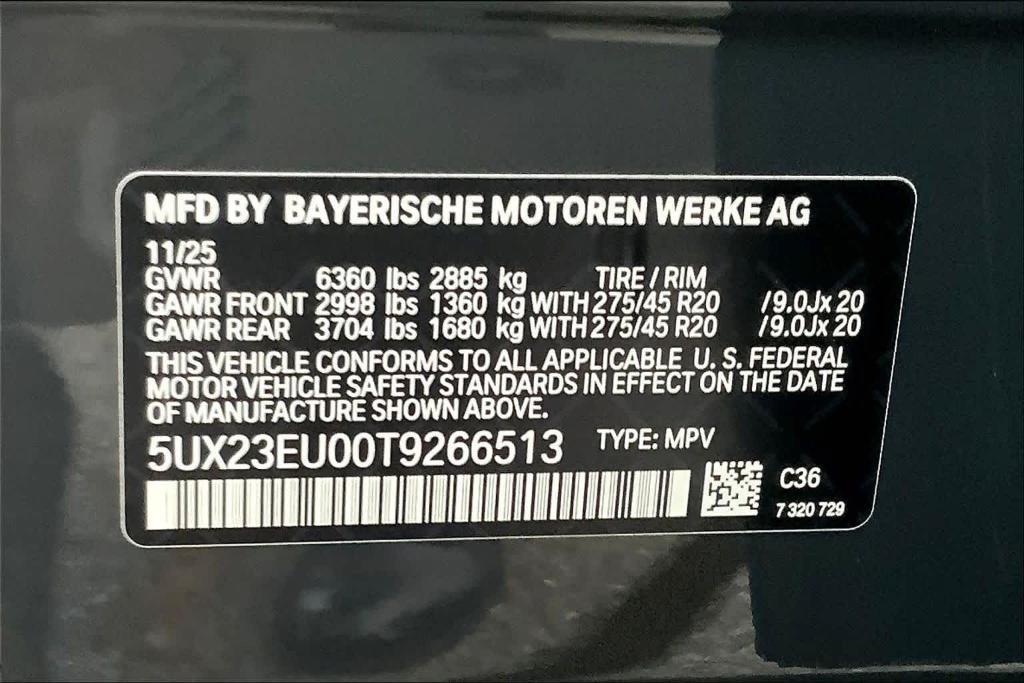 MFD BY BAYERISCHE MOTOREN WERKE AG
11/25
GVWR 6360 lbs 2885 kg TIRE / RIM
GAWR FRONT 2998 lbs 1360 kg WITH 275/45 R20 /9.0Jx 20
GAWR REAR 3704 lbs 1680 kg WITH 275/45 R20 /9.0Jx 20
THIS VEHICLE CONFORMS TO ALL APPLICABLE U. S. FEDERAL
MOTOR VEHICLE SAFETY STANDARDS IN EFFECT ON THE DATE
OF MANUFACTURE SHOWN ABOVE.
5UX23EU00T9266513 TYPE: MPV
C36
7 320 729